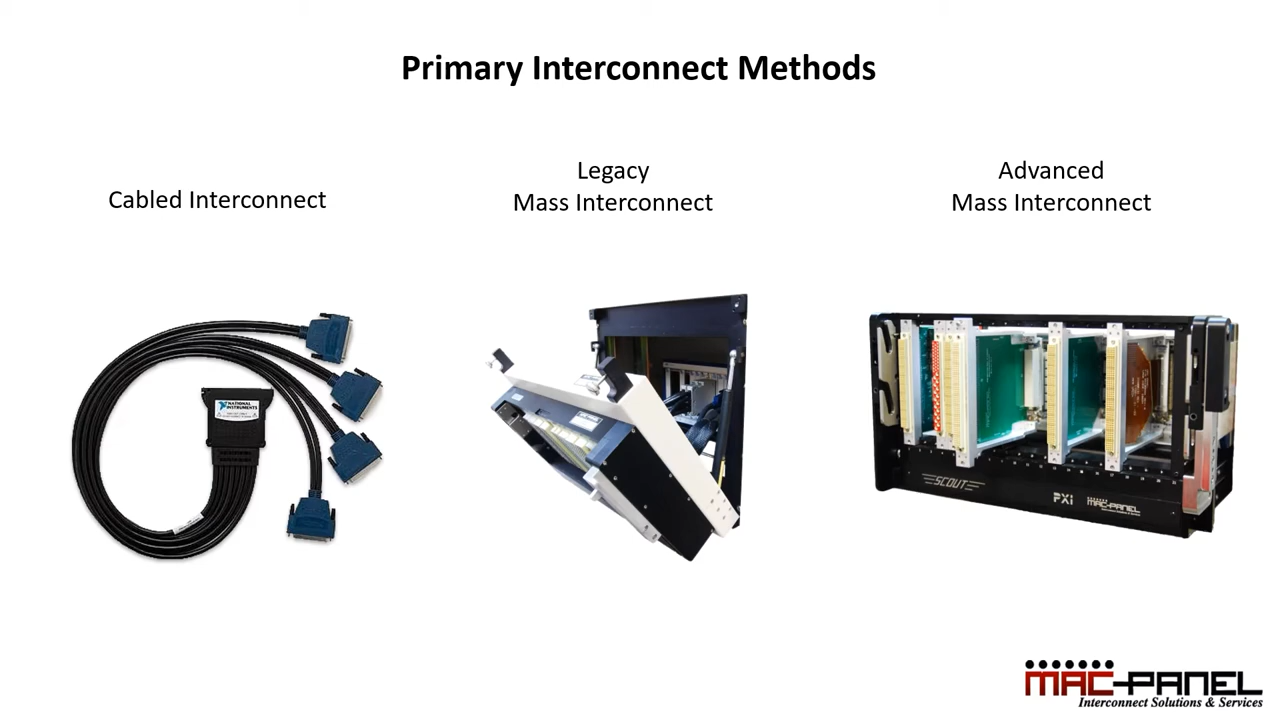 Primary Interconnect Methods
Cabled Interconnect
Legacy
Mass Interconnect
Advanced
Mass Interconnect
NATIONAL
INSTRUMENTS
SCOUT
PXI
MAC-PANEL
MAC-PANEL
Interconnect Solutions & Services